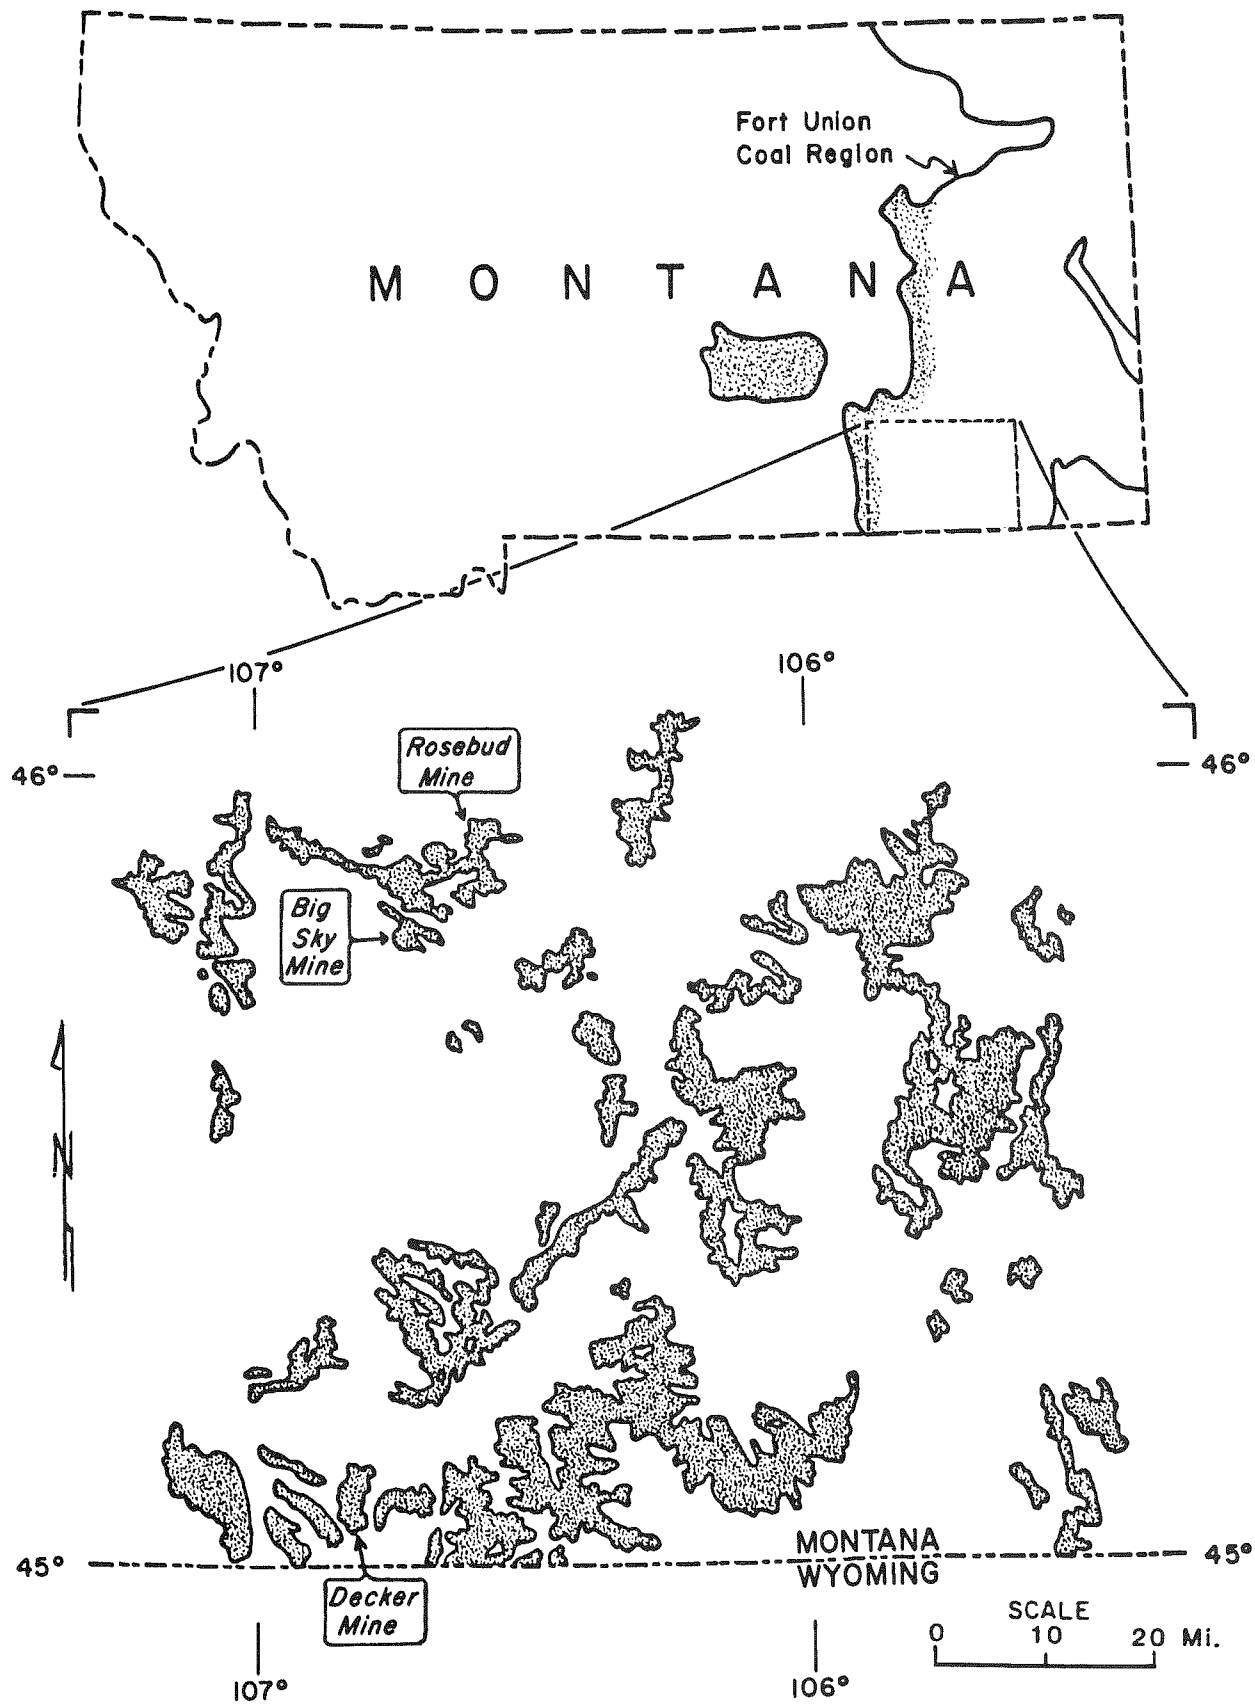 Fort Union
Coal Region
MONTANA
107°
106°
46°
46°
Rosebud
Mine
Big
Sky
Mine
N
MONTANA
WYOMING
45°
45°
Decker
Mine
SCALE
0 10 20 Mi.
107°
106°